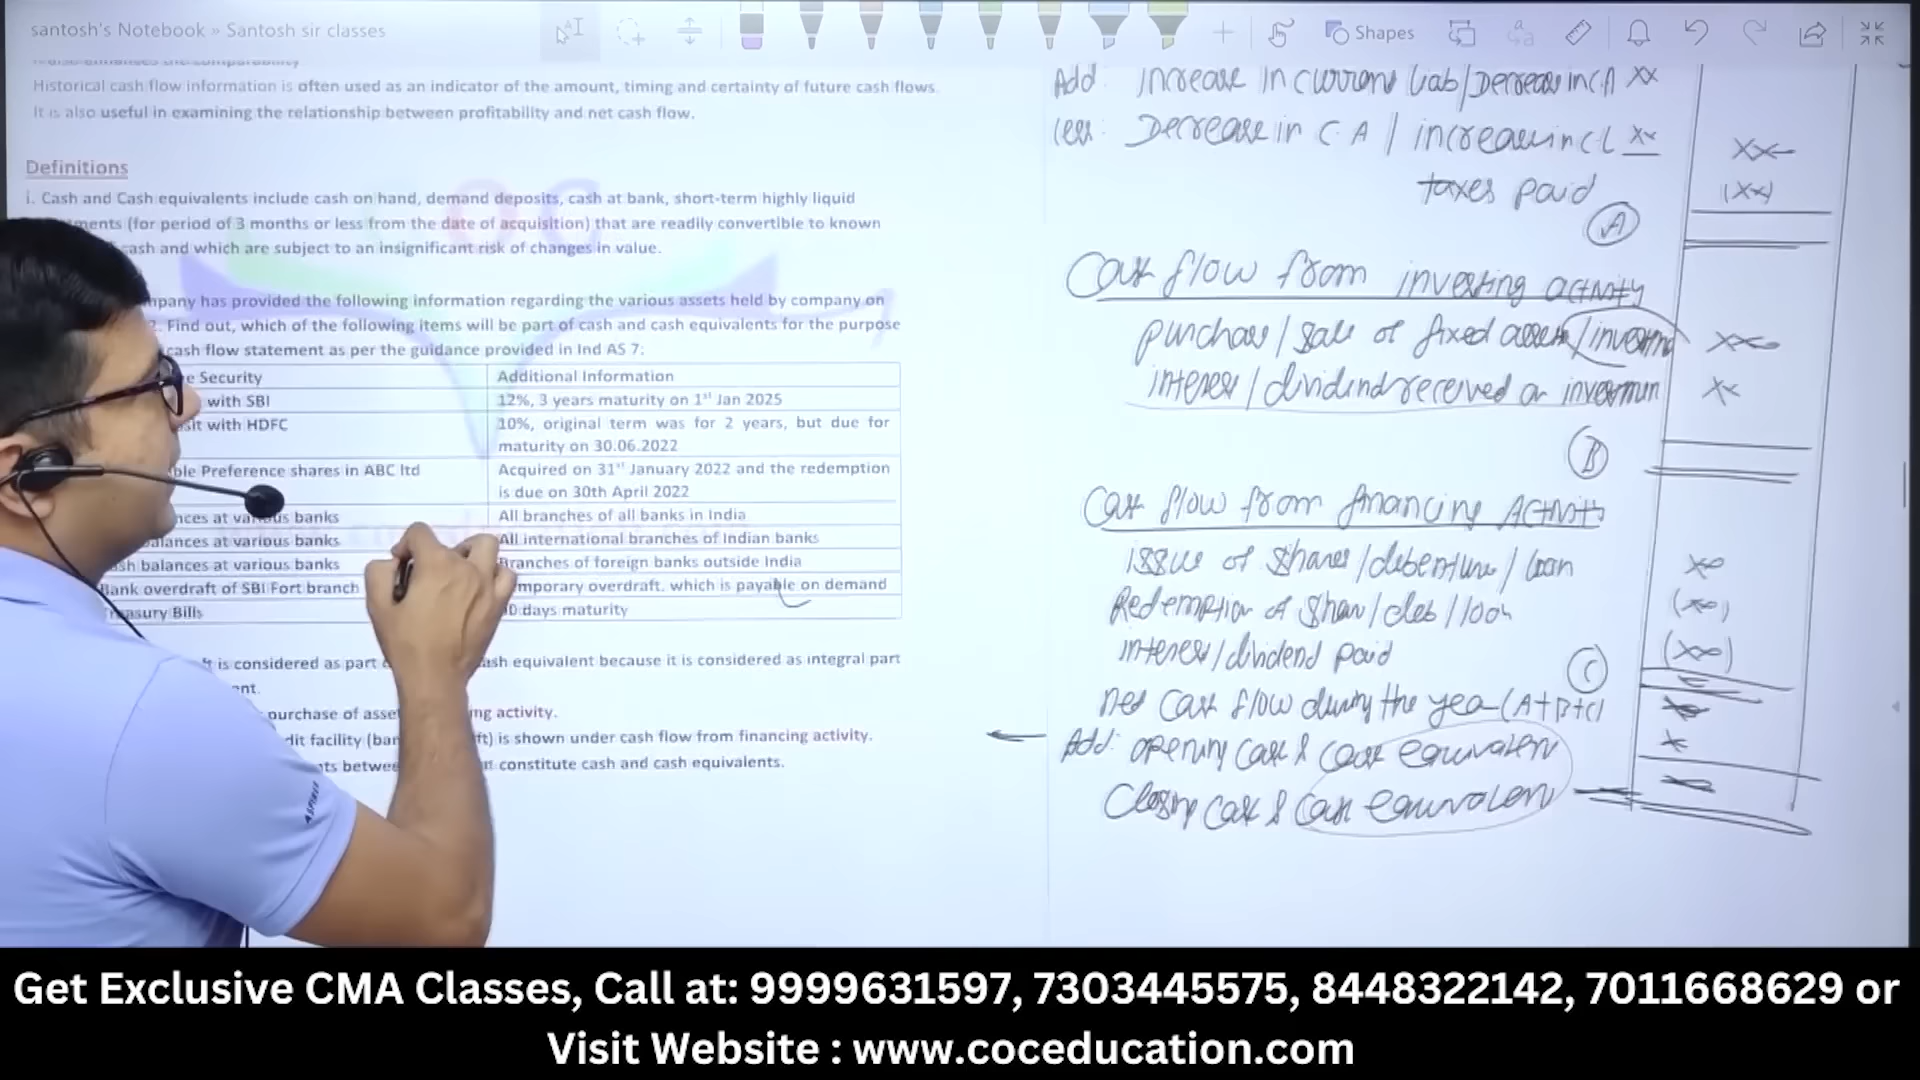 santosh's Notebook » Santosh sir classes
Shapes
Historical cash flow information is often used as an indicator of the amount, timing and certainty of future cash flows.
It is also useful in examining the relationship between profitability and net cash flow.
Definitions
i. Cash and Cash equivalents include cash on hand, demand deposits, cash at bank, short-term highly liquid
(for period of 3 months or less from the date of acquisition) that are readily convertible to known
cash and which are subject to an insignificant risk of changes in value.
has provided the following information regarding the various assets held by company on
Find out, which of the following items will be part of cash and cash equivalents for the purpose
cash flow statement as per the guidance provided in Ind AS 7:
Security Additional Information
with SBI 12%, 3 years maturity on 1st Jan 2025
with HDFC 10%, original term was for 2 years, but due for
maturity on 30.06.2022
Preference shares in ABC ltd Acquired on 31st January 2022 and the redemption
is due on 30th April 2022
at various banks All branches of all banks in India
balances at various banks All international branches of Indian banks
balances at various banks Branches of foreign banks outside India
Bank overdraft of SBI Fort branch overdraft, which is payable on demand
Bills days maturity
is considered as part equivalent because it is considered as integral part
purchase of activity.
facility is shown under cash flow from financing activity.
constitute cash and cash equivalents.
Add: increase in current Liab/Decrease in CA xx
Less: Decrease in C.A / increase in CL xx
xx
taxes paid (xx)
A
Cash flow from investing activity
purchase/sale of fixed assets/ xx
interest/dividend received on xx
B
Cash flow from financing Activity
issue of shares/debenture/loan xx
Redemption of share/deb/loan (xx)
interest/dividend paid (xx)
C
net cash flow during the year (A+B+C)
Add: opening cash & cash equivalent x
Closing cash & cash equivalent
Get Exclusive CMA Classes, Call at: 9999631597, 7303445575, 8448322142, 7011668629 or
Visit Website : www.coceducation.com